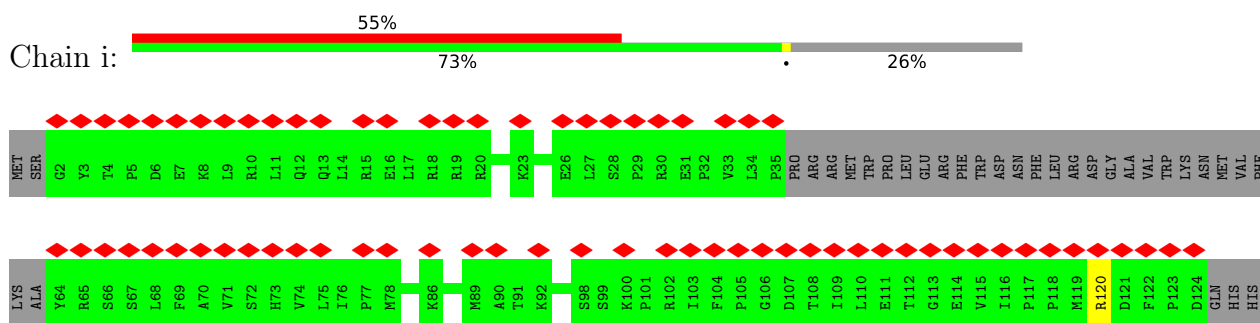 55%
Chain i:
73%
•
26%
MET SER G2 Y3 T4 P5 D6 E7 K8 L9 R10 L11 Q12 Q13 L14 R15 E16 L17 R18 R19 R20 K23 E26 L27 S28 P29 R30 E31 P32 V33 L34 P35 PRO ARG ARG MET TRP PRO LEU GLU ARG PHE TRP ASP ASN PHE LEU ARG ASP GLY ALA VAL TRP LYS ASN MET VAL PHE
LYS ALA Y64 R65 S66 S67 L68 F69 A70 V71 S72 H73 V74 L75 I76 P77 M78 K86 M89 A90 T91 K92 S98 S99 K100 P101 R102 I103 F104 P105 G106 D107 T108 I109 L110 E111 T112 G113 E114 V115 I116 P117 P118 M119 R120 D121 F122 P123 D124 GLN HIS HIS